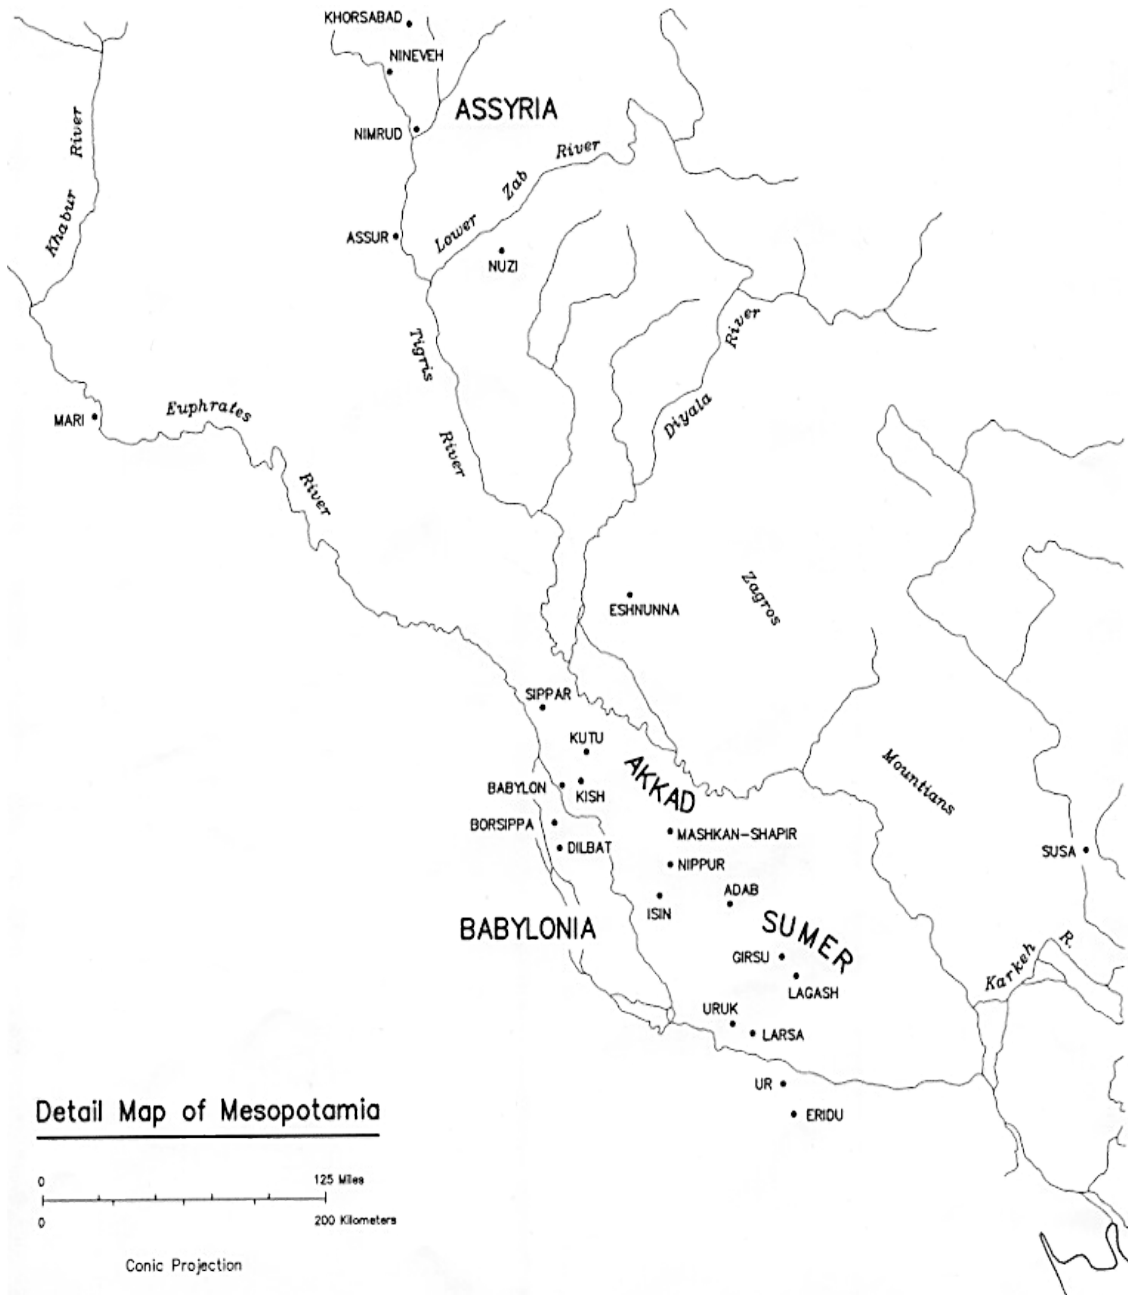 KHORSABAD
NINEVEH
ASSYRIA
NIMRUD
Khabur River
Lower Zab River
ASSUR
NUZI
Tigris River
Diyala River
MARI
Euphrates River
ESHNUNNA
Zagros Mountians
SIPPAR
KUTU
AKKAD
BABYLON
KISH
BORSIPPA
MASHKAN-SHAPIR
DILBAT
SUSA
NIPPUR
ADAB
ISIN
BABYLONIA
SUMER
GIRSU
Karkeh R.
LAGASH
URUK
LARSA
UR
ERIDU
Detail Map of Mesopotamia
0 125 Miles
0 200 Kilometers
Conic Projection